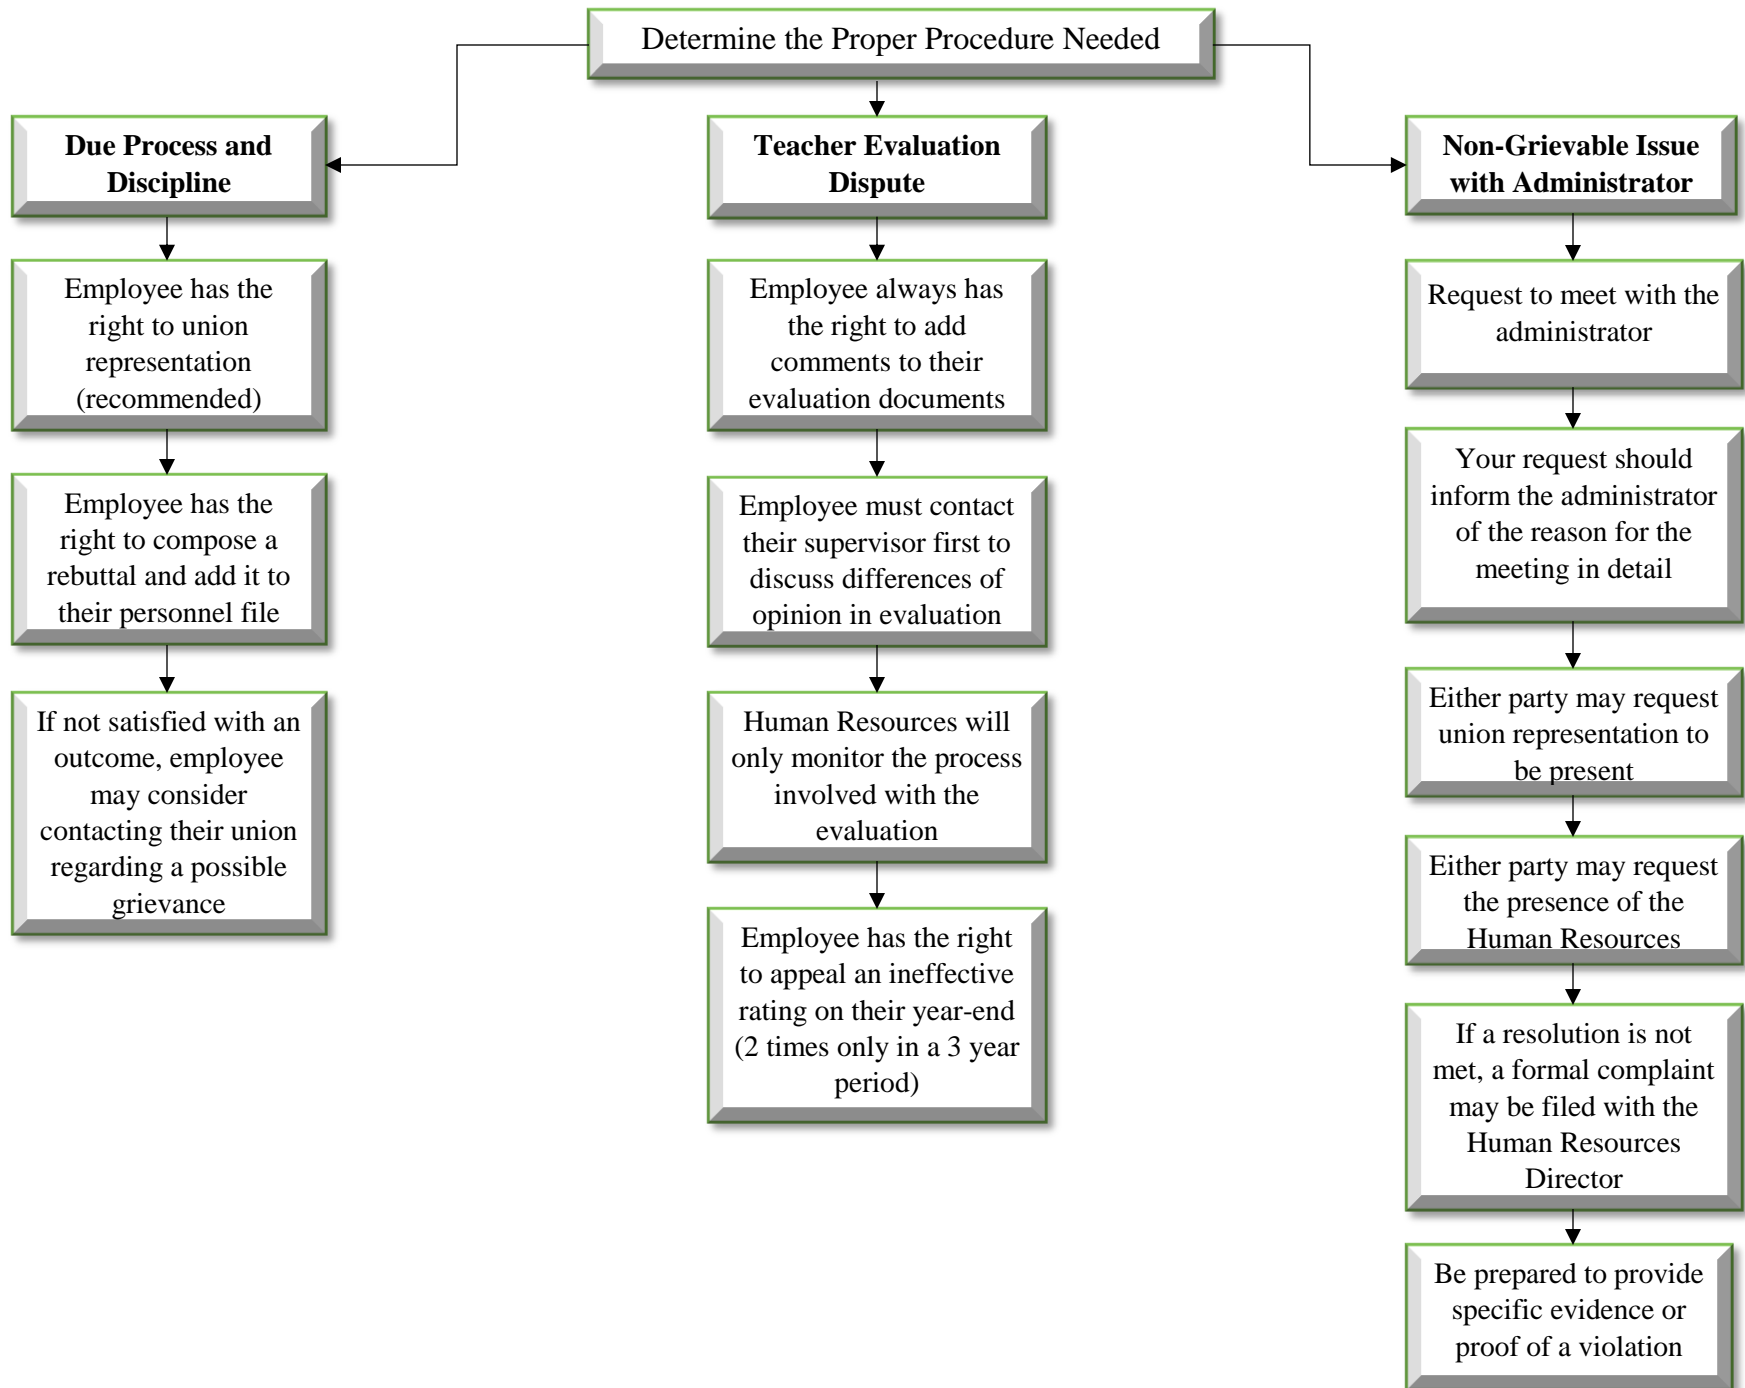 Determine the Proper Procedure Needed
Due Process and
Discipline
Employee has the
right to union
representation
(recommended)
Employee has the
right to compose a
rebuttal and add it to
their personnel file
If not satisfied with an
outcome, employee
may consider
contacting their union
regarding a possible
grievance
Teacher Evaluation
Dispute
Employee always has
the right to add
comments to their
evaluation documents
Employee must contact
their supervisor first to
discuss differences of
opinion in evaluation
Human Resources will
only monitor the process
involved with the
evaluation
Employee has the right
to appeal an ineffective
rating on their year-end
(2 times only in a 3 year
period)
Non-Grievable Issue
with Administrator
Request to meet with the
administrator
Your request should
inform the administrator
of the reason for the
meeting in detail
Either party may request
union representation to
be present
Either party may request
the presence of the
Human Resources
If a resolution is not
met, a formal complaint
may be filed with the
Human Resources
Director
Be prepared to provide
specific evidence or
proof of a violation